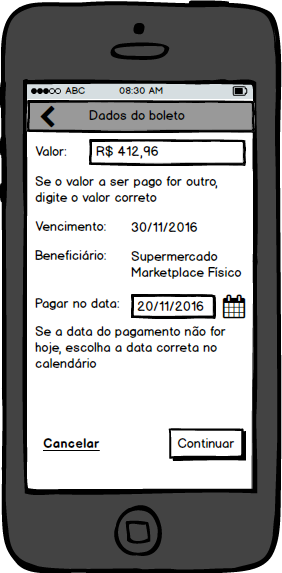 ABC 08:30 AM
Dados do boleto
Valor: R$ 412,96
Se o valor a ser pago for outro,
digite o valor correto
Vencimento: 30/11/2016
Beneficiário: Supermercado
Marketplace Físico
Pagar no data: 20/11/2016
Se a data do pagamento não for
hoje, escolha a data correta no
calendário
Cancelar Continuar